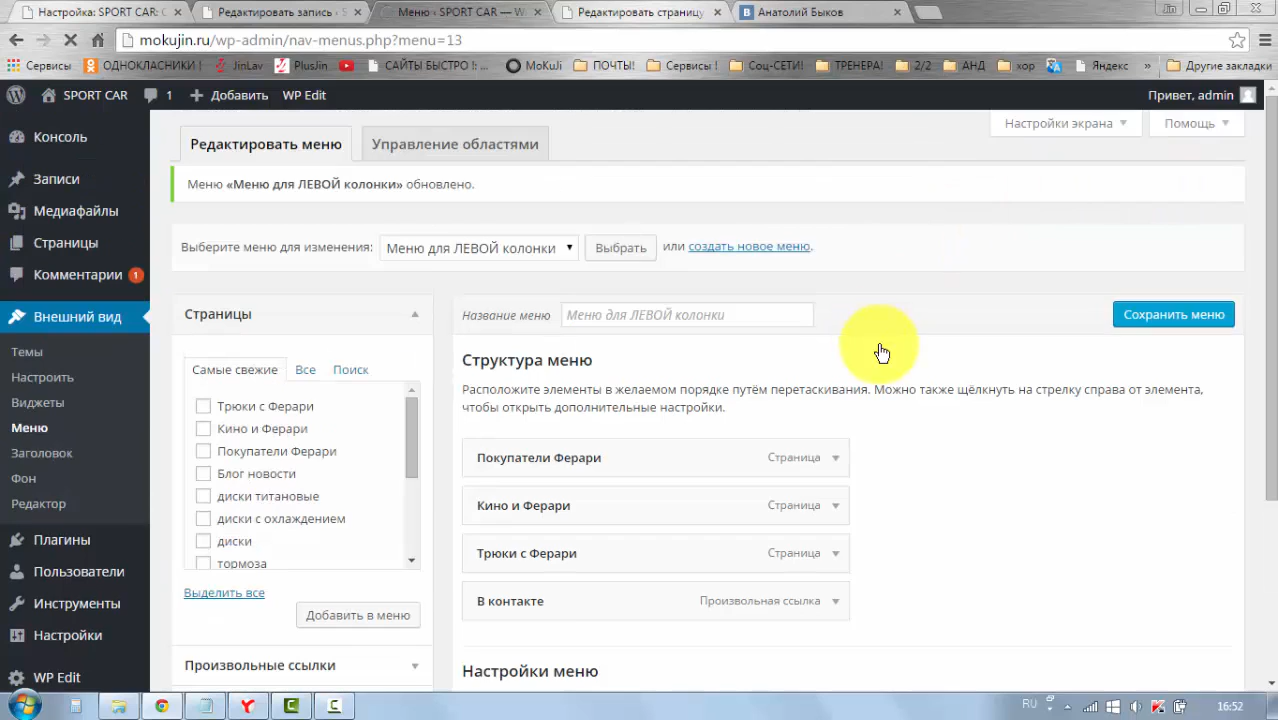 Настройка: SPORT CAR: C
Редактировать запись ‹ S
Меню ‹ SPORT CAR — W
Редактировать страницу
Анатолий Быков
mokujin.ru/wp-admin/nav-menus.php?menu=13
Сервисы ОДНОКЛАСНИКИ ! JinLav PlusJin САЙТЫ БЫСТРО !: ... MoKuJi ПОЧТЫ! Сервисы ! Соц-СЕТИ! ТРЕНЕРА! 2/2 АНД хор Яндекс » Другие закладки
SPORT CAR 1 Добавить WP Edit Привет, admin
Консоль
Записи
Медиафайлы
Страницы
Комментарии 1
Внешний вид
Темы
Настроить
Виджеты
Меню
Заголовок
Фон
Редактор
Плагины
Пользователи
Инструменты
Настройки
WP Edit
Настройки экрана Помощь
Редактировать меню Управление областями
Меню «Меню для ЛЕВОЙ колонки» обновлено.
Выберите меню для изменения: Меню для ЛЕВОЙ колонки Выбрать или создать новое меню.
Страницы
Самые свежие Все Поиск
Трюки с Ферари
Кино и Ферари
Покупатели Ферари
Блог новости
диски титановые
диски с охлаждением
диски
тормоза
Выделить все
Добавить в меню
Произвольные ссылки
Название меню Меню для ЛЕВОЙ колонки Сохранить меню
Структура меню
Расположите элементы в желаемом порядке путём перетаскивания. Можно также щёлкнуть на стрелку справа от элемента,
чтобы открыть дополнительные настройки.
Покупатели Ферари Страница
Кино и Ферари Страница
Трюки с Ферари Страница
В контакте Произвольная ссылка
Настройки меню
RU 16:52